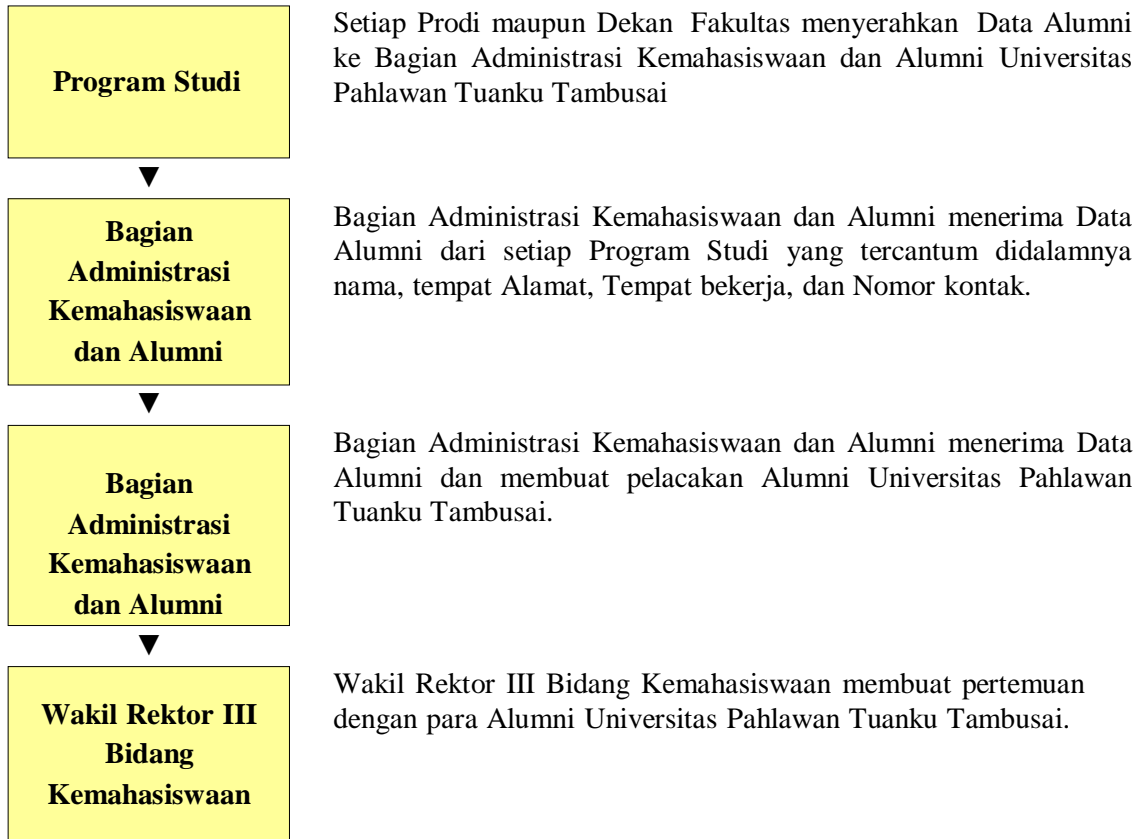 Program Studi
Setiap Prodi maupun Dekan Fakultas menyerahkan Data Alumni
ke Bagian Administrasi Kemahasiswaan dan Alumni Universitas
Pahlawan Tuanku Tambusai
Bagian
Administrasi
Kemahasiswaan
dan Alumni
Bagian Administrasi Kemahasiswaan dan Alumni menerima Data
Alumni dari setiap Program Studi yang tercantum didalamnya
nama, tempat Alamat, Tempat bekerja, dan Nomor kontak.
Bagian
Administrasi
Kemahasiswaan
dan Alumni
Bagian Administrasi Kemahasiswaan dan Alumni menerima Data
Alumni dan membuat pelacakan Alumni Universitas Pahlawan
Tuanku Tambusai.
Wakil Rektor III
Bidang
Kemahasiswaan
Wakil Rektor III Bidang Kemahasiswaan membuat pertemuan
dengan para Alumni Universitas Pahlawan Tuanku Tambusai.